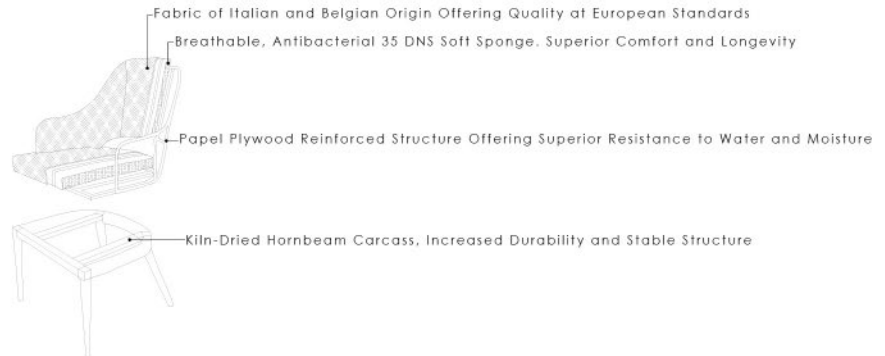 Fabric of Italian and Belgian Origin Offering Quality at European Standards
Breathable, Antibacterial 35 DNS Soft Sponge. Superior Comfort and Longevity
Papel Plywood Reinforced Structure Offering Superior Resistance to Water and Moisture
Kiln-Dried Hornbeam Carcass, Increased Durability and Stable Structure